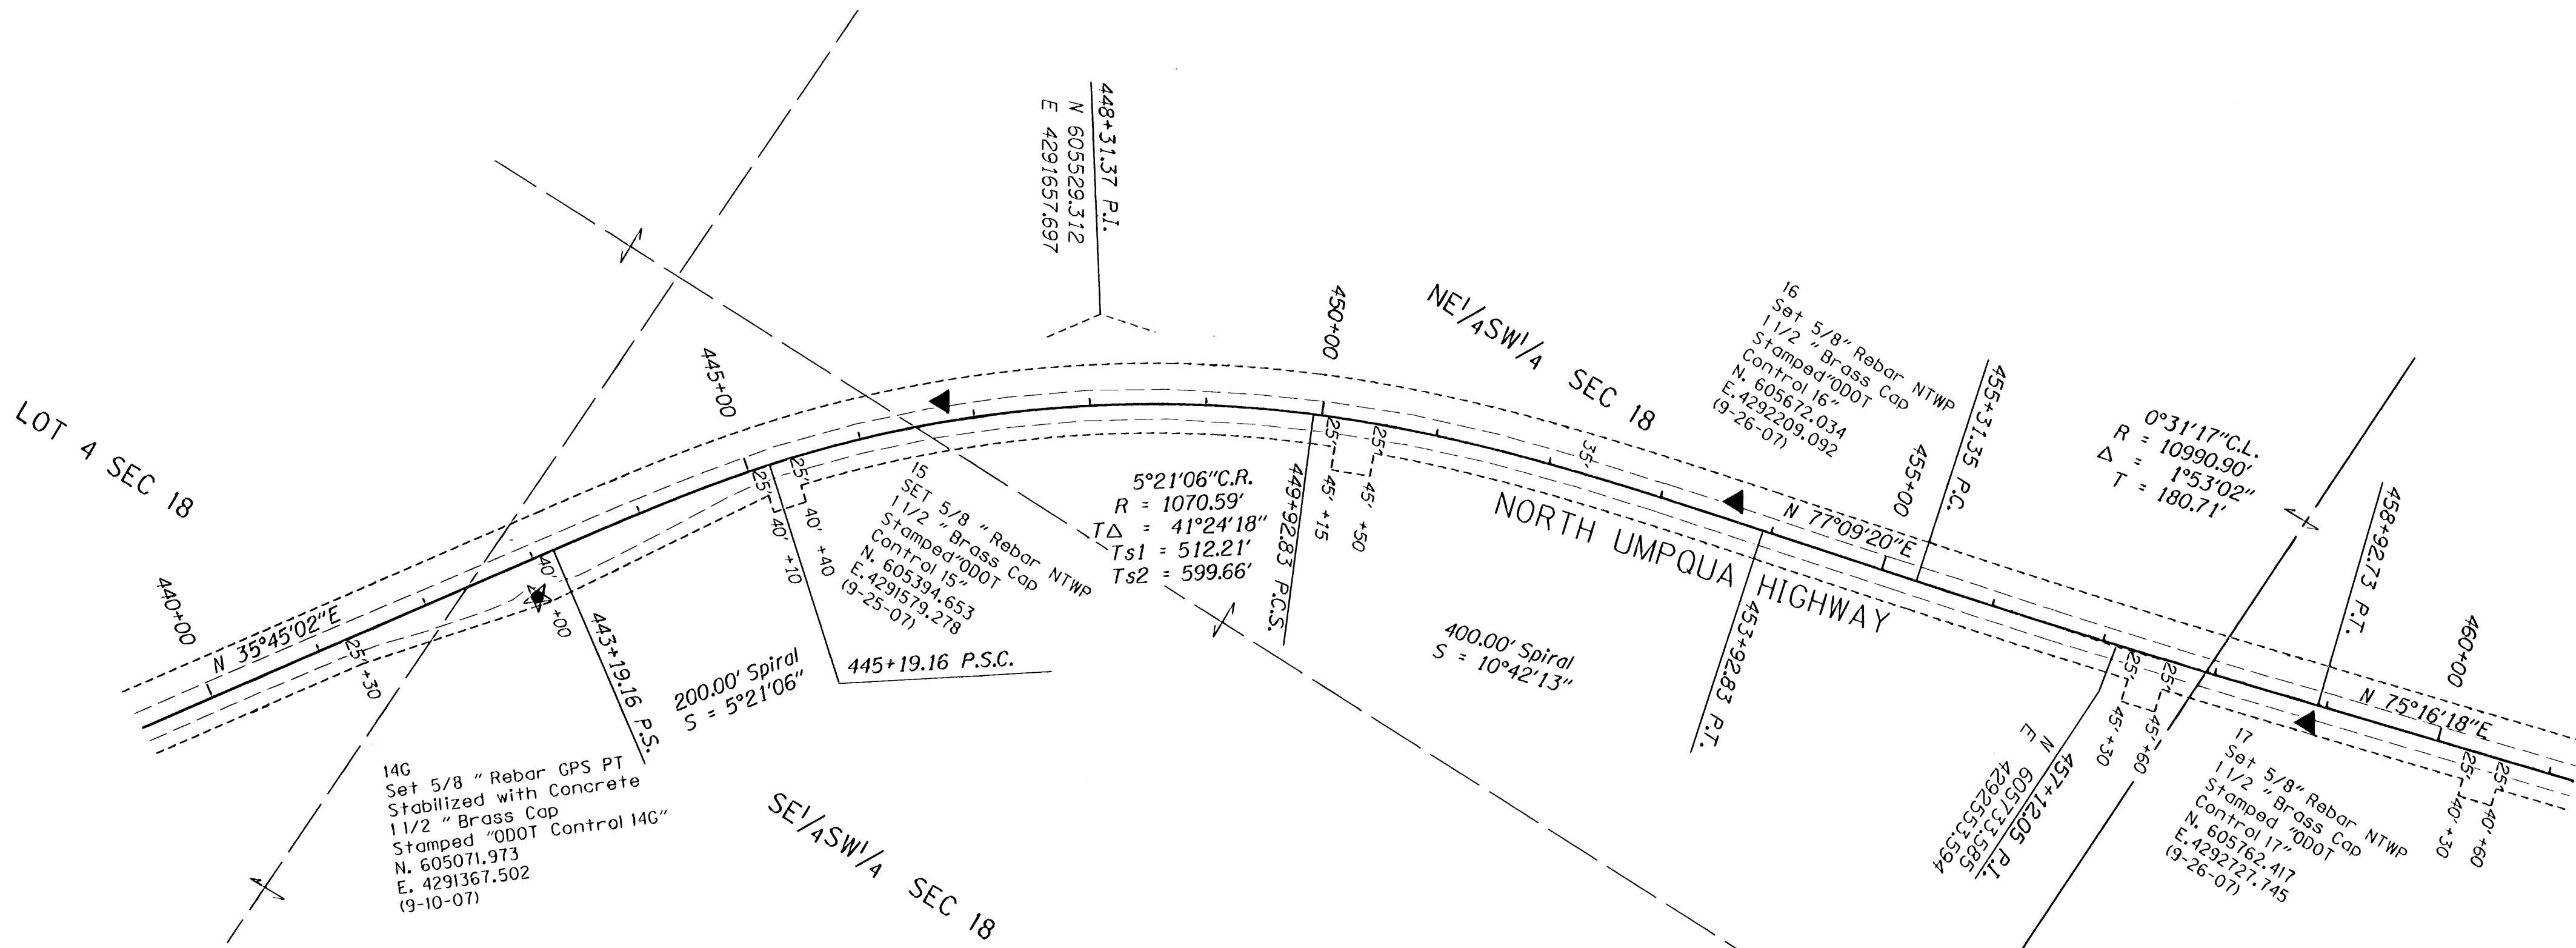 LOT 4 SEC 18
440+00
N 35°45'02"E
25'
+30
14G
Set 5/8 " Rebar GPS PT
Stabilized with Concrete
1 1/2 " Brass Cap
Stamped "ODOT Control 14G"
N. 605071.973
E. 4291367.502
(9-10-07)
40'
+00
443+19.16 P.S.
200.00' Spiral
S = 5°21'06"
SE1/4SW1/4 SEC 18
445+00
25'
40' +10
25'
40' +40
445+19.16 P.S.C.
15
SET 5/8 " Rebar NTWP
1 1/2 " Brass Cap
Stamped"ODOT
Control 15"
N. 605394.653
E.4291579.278
(9-25-07)
448+31.37 P.I.
N 605529.312
E 4291657.697
5°21'06"C.R.
R = 1070.59'
T△ = 41°24'18"
Ts1 = 512.21'
Ts2 = 599.66'
450+00
449+92.83 P.C.S.
25'
45' +15
25'
45' +50
NE1/4SW1/4 SEC 18
35'
400.00' Spiral
S = 10°42'13"
NORTH UMPQUA HIGHWAY
16
Set 5/8" Rebar NTWP
1 1/2 " Brass Cap
Stamped"ODOT
Control 16"
N. 605672.034
E.4292209.092
(9-26-07)
453+92.83 P.T.
N 77°09'20"E
455+00
455+31.35 P.C.
0°31'17"C.L.
R = 10990.90'
△ = 1°53'02"
T = 180.71'
457+12.05 P.I.
N 605733.585
E 4292553.594
25'
45' +30
25'
45' +60
458+92.73 P.T.
17
Set 5/8" Rebar NTWP
1 1/2 " Brass Cap
Stamped "ODOT
Control 17"
N. 605762.417
E.4292727.745
(9-26-07)
N 75°16'18"E
460+00
25'
40' +30
25'
40' +60